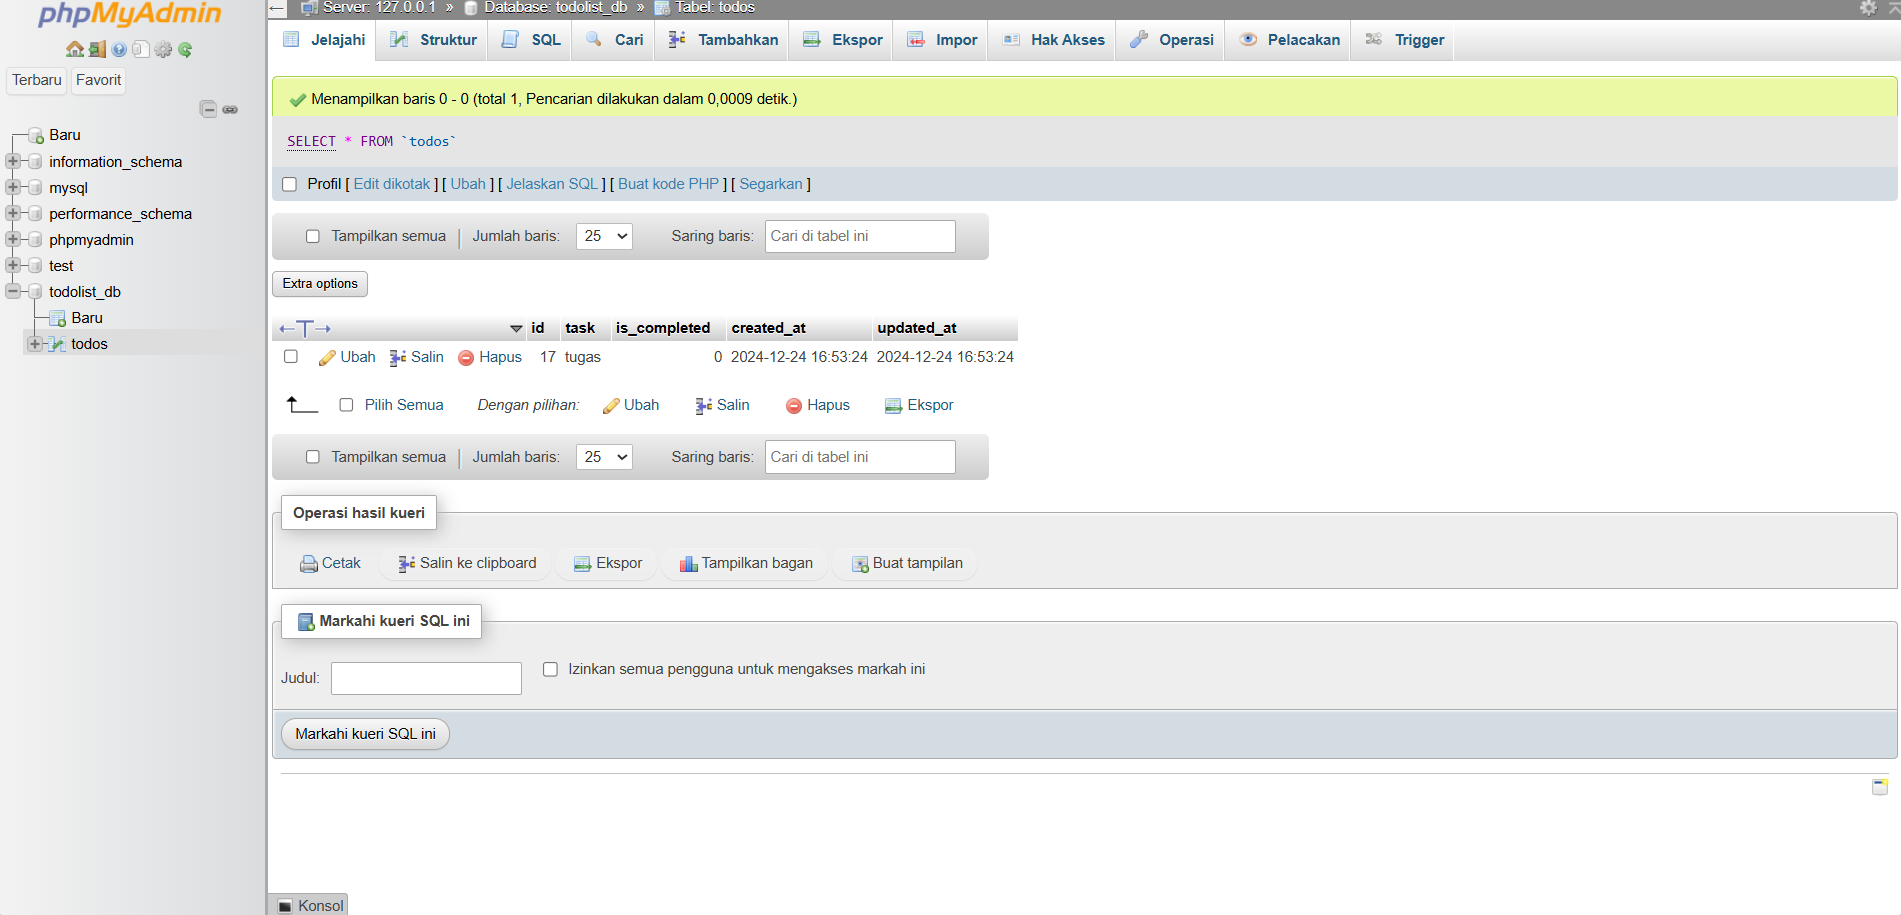 phpMyAdmin
Terbaru Favorit
Baru
information_schema
mysql
performance_schema
phpmyadmin
test
todolist_db
Baru
todos
Server: 127.0.0.1 » Database: todolist_db » Tabel: todos
Jelajahi Struktur SQL Cari Tambahkan Ekspor Impor Hak Akses Operasi Pelacakan Trigger
Menampilkan baris 0 - 0 (total 1, Pencarian dilakukan dalam 0,0009 detik.)
SELECT * FROM `todos`
Profil [ Edit dikotak ] [ Ubah ] [ Jelaskan SQL ] [ Buat kode PHP ] [ Segarkan ]
Tampilkan semua | Jumlah baris: 25 Saring baris: Cari di tabel ini
Extra options
←T→ id task is_completed created_at updated_at
Ubah Salin Hapus 17 tugas 0 2024-12-24 16:53:24 2024-12-24 16:53:24
Pilih Semua Dengan pilihan: Ubah Salin Hapus Ekspor
Tampilkan semua | Jumlah baris: 25 Saring baris: Cari di tabel ini
Operasi hasil kueri
Cetak Salin ke clipboard Ekspor Tampilkan bagan Buat tampilan
Markahi kueri SQL ini
Judul: Izinkan semua pengguna untuk mengakses markah ini
Markahi kueri SQL ini
Konsol